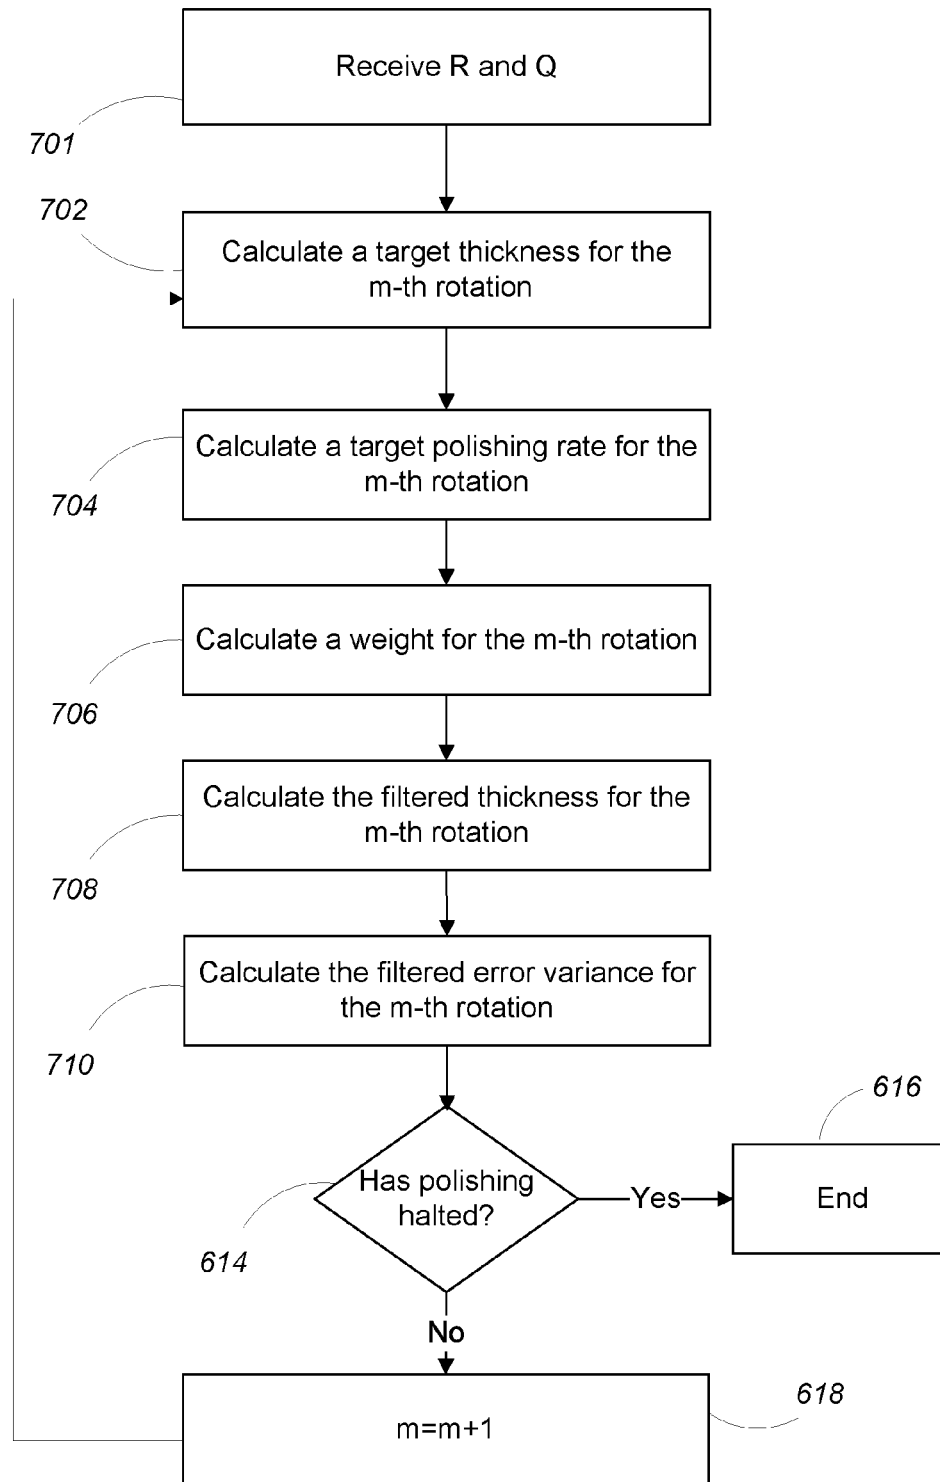 Receive R and Q
701
702
Calculate a target thickness for the
m-th rotation
Calculate a target polishing rate for the
m-th rotation
704
Calculate a weight for the m-th rotation
706
Calculate the filtered thickness for the
m-th rotation
708
Calculate the filtered error variance for
the m-th rotation
710
616
Has polishing
halted?
Yes
End
614
No
618
m=m+1